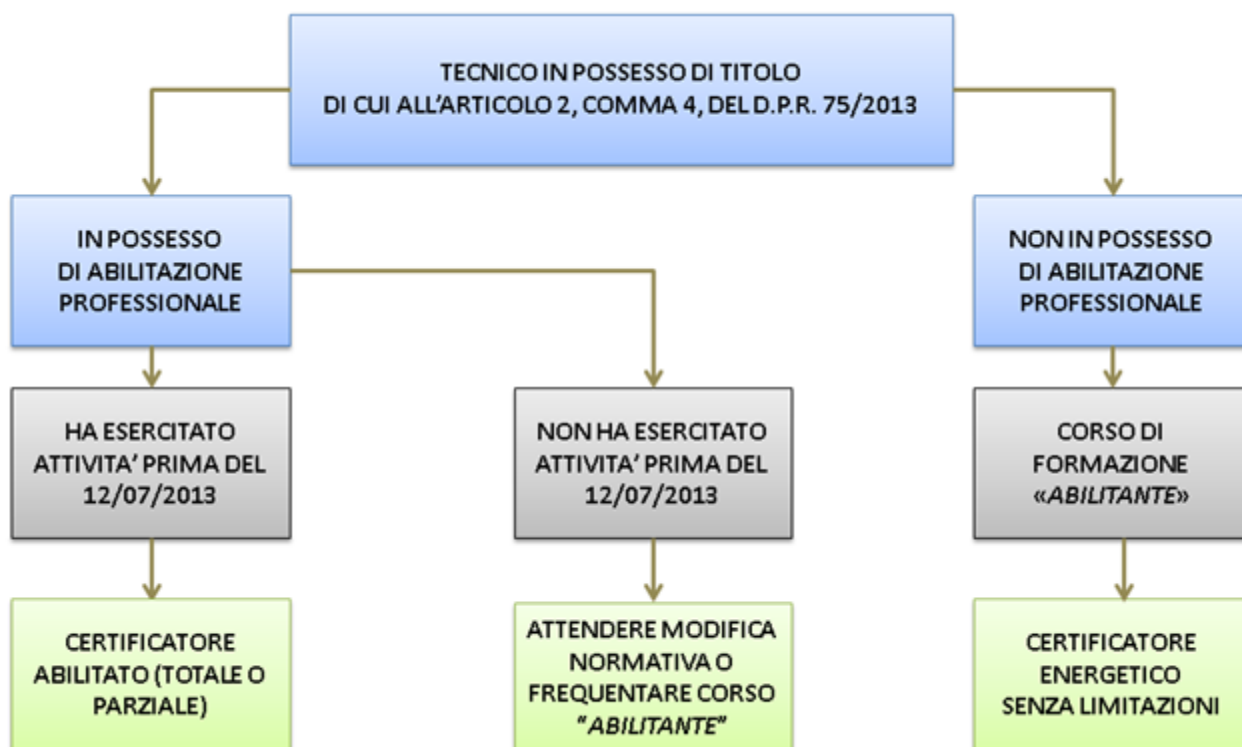 TECNICO IN POSSESSO DI TITOLO
DI CUI ALL'ARTICOLO 2, COMMA 4, DEL D.P.R. 75/2013
IN POSSESSO
DI ABILITAZIONE
PROFESSIONALE
NON IN POSSESSO
DI ABILITAZIONE
PROFESSIONALE
HA ESERCITATO
ATTIVITA' PRIMA DEL
12/07/2013
NON HA ESERCITATO
ATTIVITA' PRIMA DEL
12/07/2013
CORSO DI
FORMAZIONE
«ABILITANTE»
CERTIFICATORE
ABILITATO (TOTALE O
PARZIALE)
ATTENDERE MODIFICA
NORMATIVA O
FREQUENTARE CORSO
"ABILITANTE"
CERTIFICATORE
ENERGETICO
SENZA LIMITAZIONI